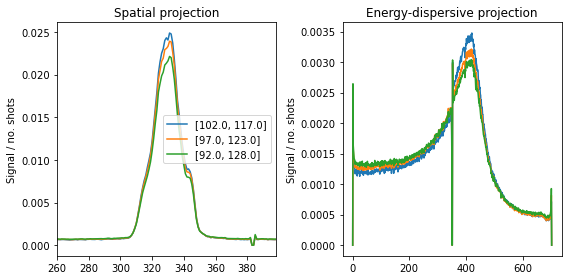 Spatial projection
Signal / no. shots
0.025
0.020
0.015
0.010
0.005
0.000
260 280 300 320 340 360 380
[102.0, 117.0]
[97.0, 123.0]
[92.0, 128.0]
Energy-dispersive projection
Signal / no. shots
0.0035
0.0030
0.0025
0.0020
0.0015
0.0010
0.0005
0.0000
0 200 400 600